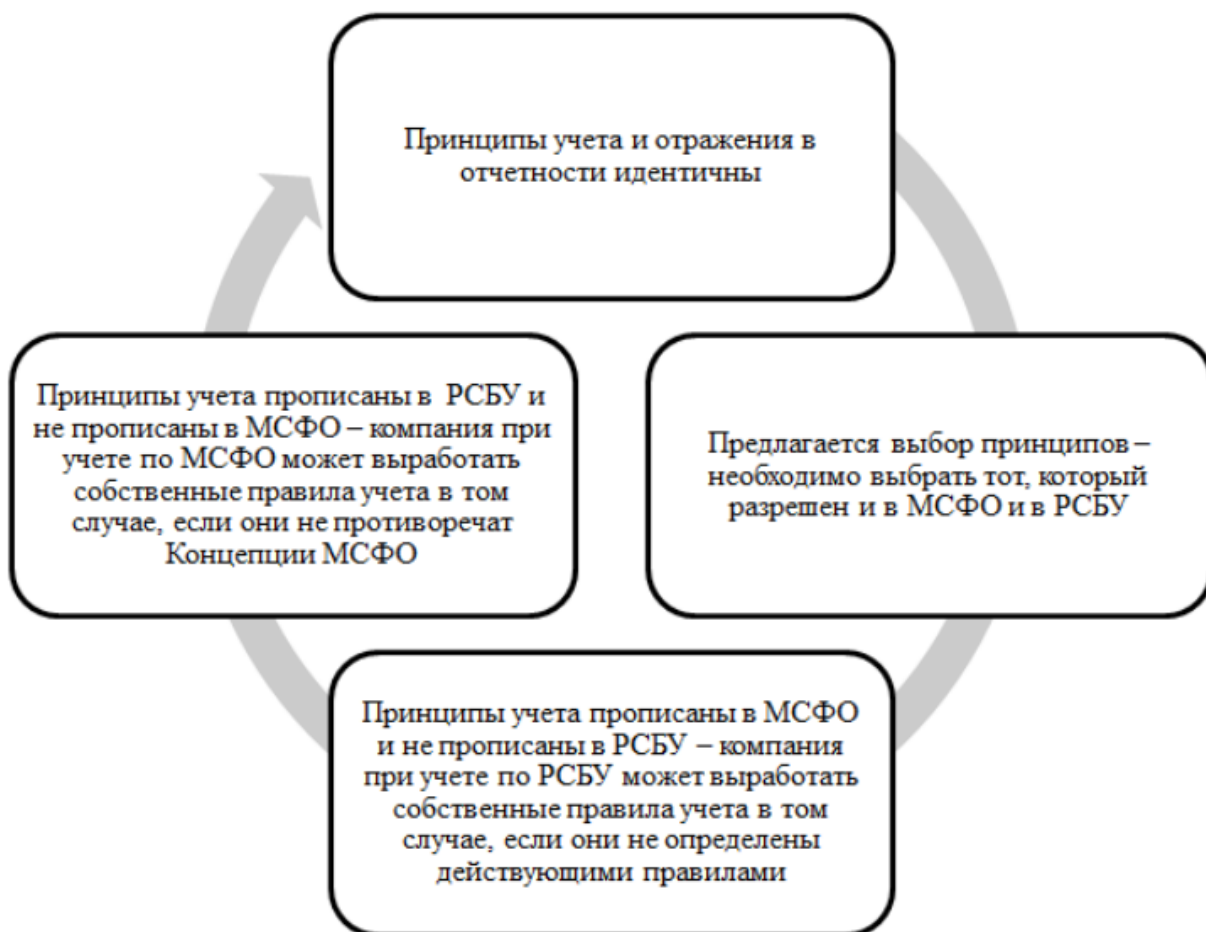 Принципы учета и отражения в
отчетности идентичны
Предлагается выбор принципов –
необходимо выбрать тот, который
разрешен и в МСФО и в РСБУ
Принципы учета прописаны в МСФО
и не прописаны в РСБУ – компания
при учете по РСБУ может выработать
собственные правила учета в том
случае, если они не определены
действующими правилами
Принципы учета прописаны в РСБУ и
не прописаны в МСФО – компания при
учете по МСФО может выработать
собственные правила учета в том
случае, если они не противоречат
Концепции МСФО